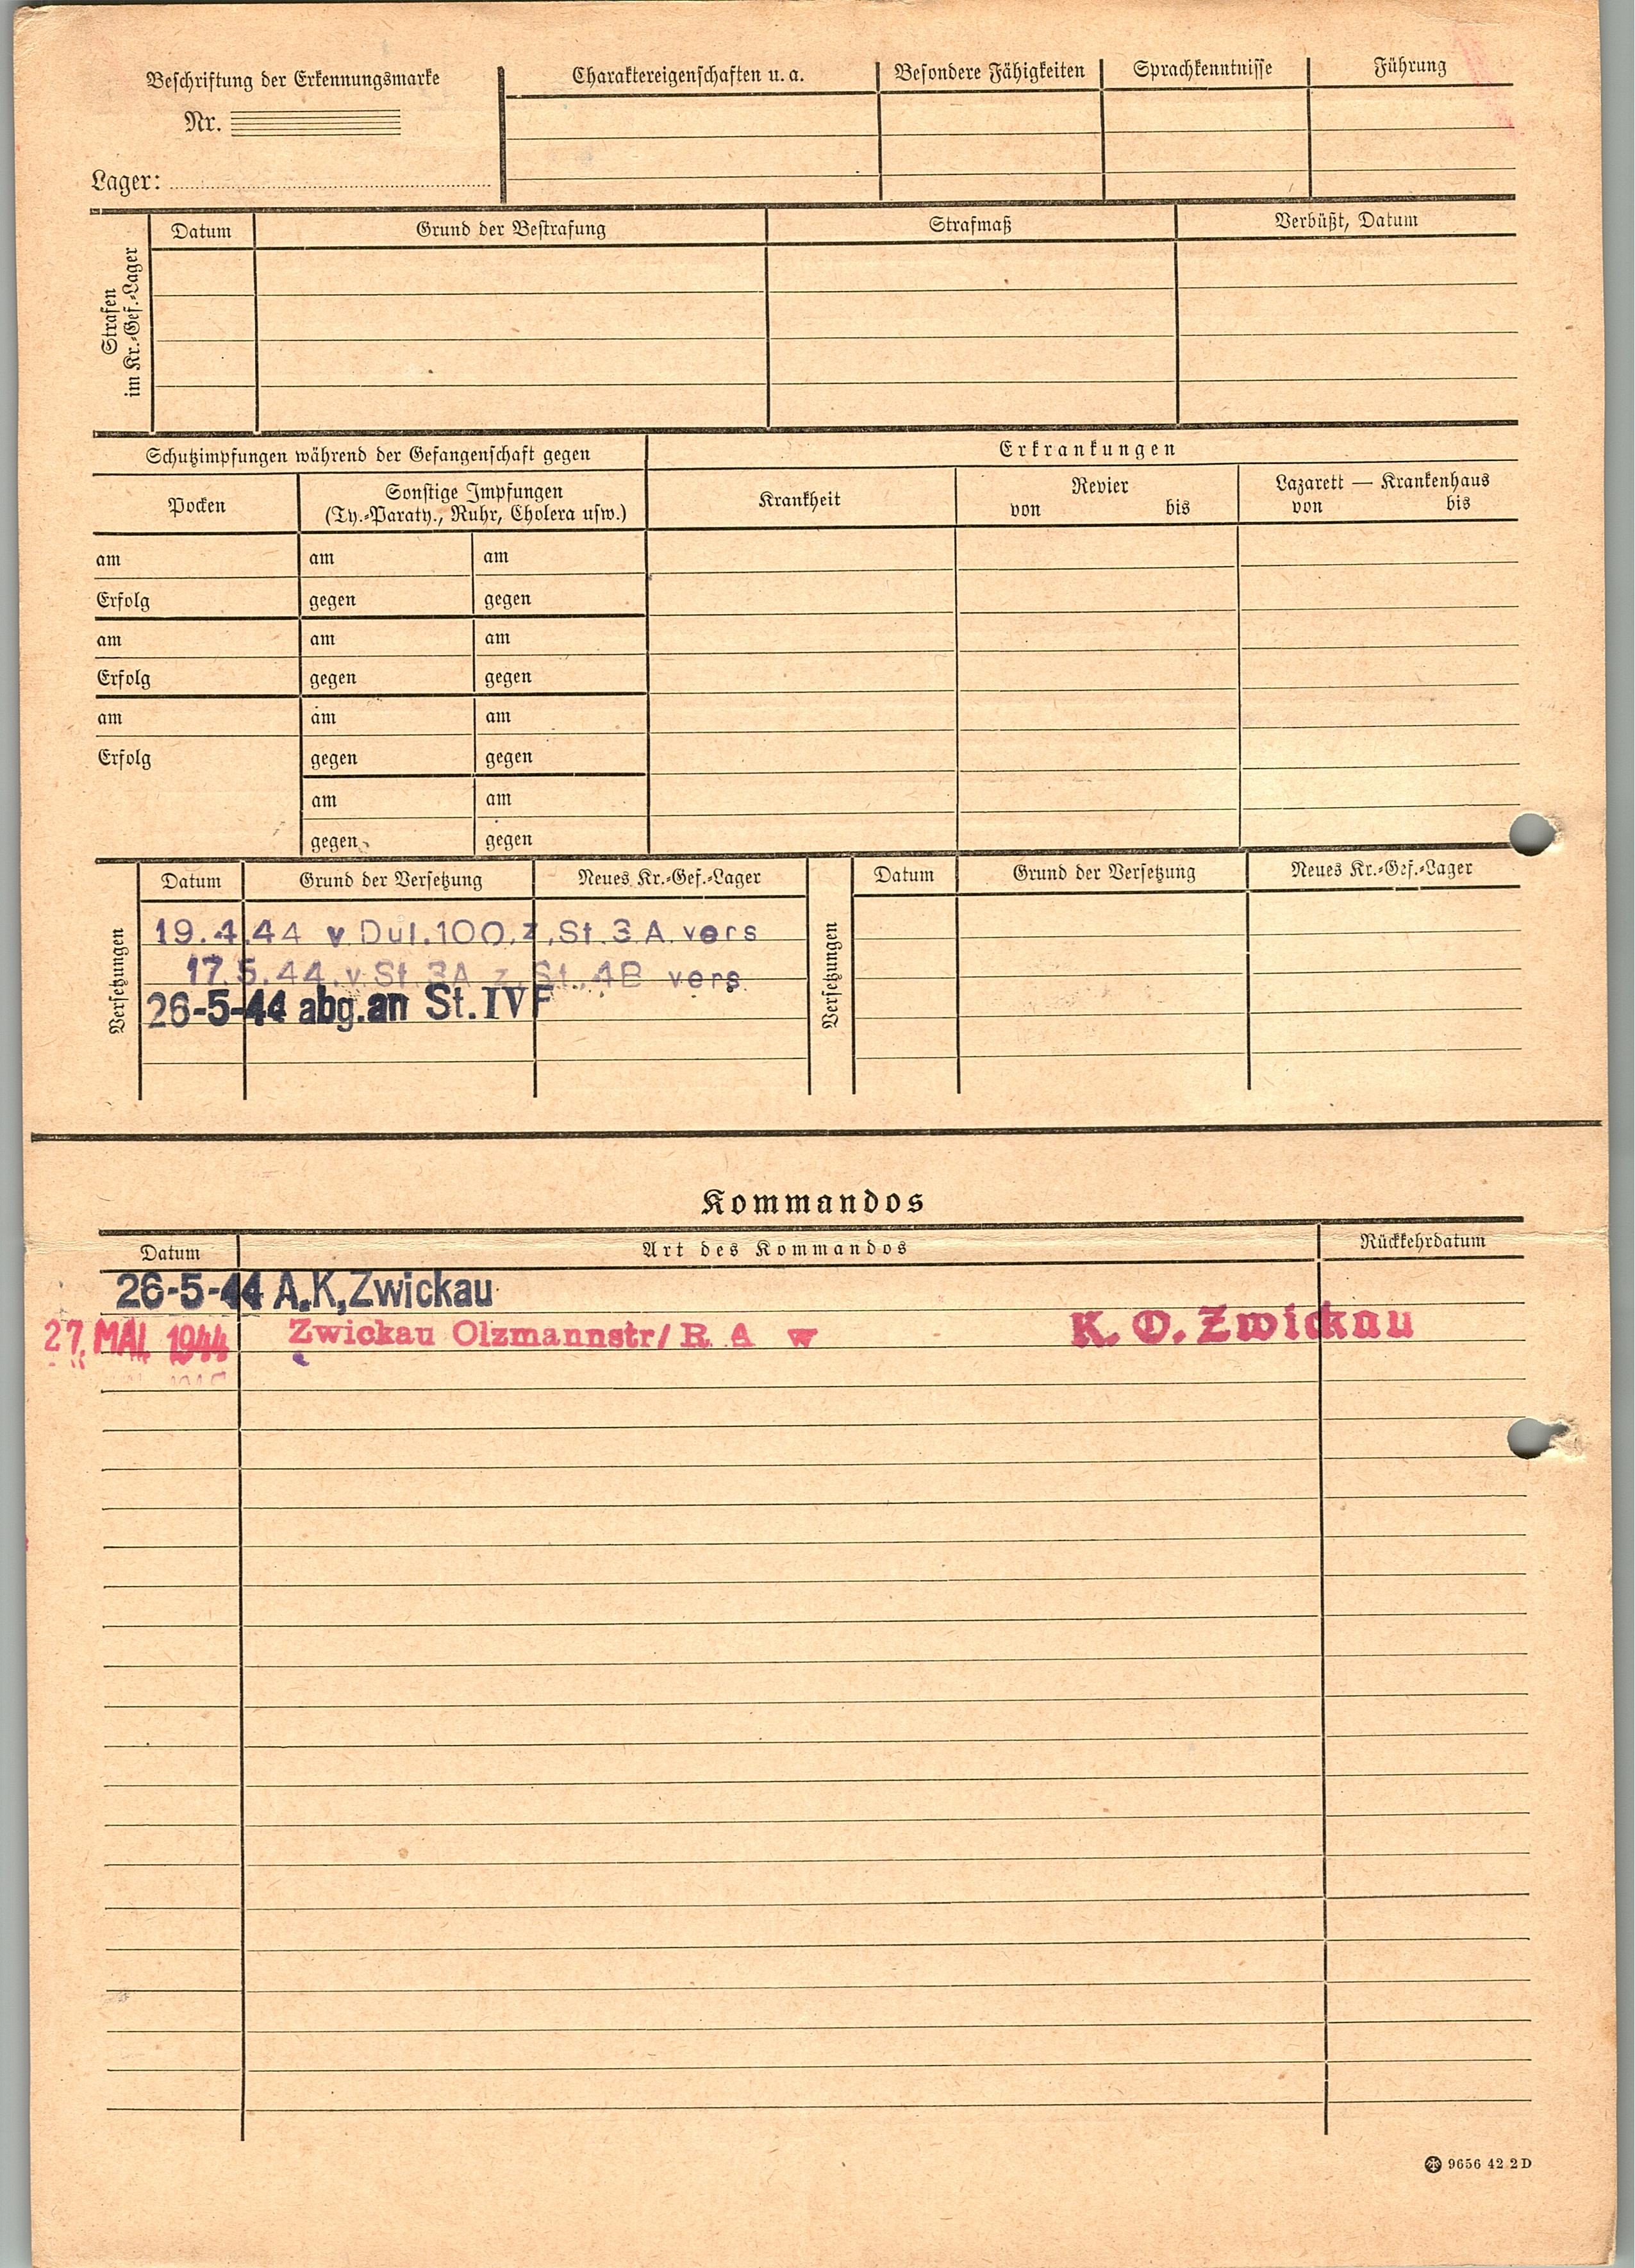 Beschriftung der Erkennungsmarke
Nr.
Lager:
Charaktereigenschaften u. a.
Besondere Fähigkeiten
Sprachkenntnisse
Führung
Strafen
im Kr.-Gef.-Lager
Datum
Grund der Bestrafung
Strafmaß
Verbüßt, Datum
Schutzimpfungen während der Gefangenschaft gegen
Erkrankungen
Pocken
Sonstige Impfungen
(Ty.-Paraty., Ruhr, Cholera usw.)
Krankheit
Revier
von bis
Lazarett — Krankenhaus
von bis
am am am
Erfolg gegen gegen
am am am
Erfolg gegen gegen
am am am
Erfolg gegen gegen
am am
gegen gegen
Versetzungen
Datum Grund der Versetzung Neues Kr.-Gef.-Lager
19.4.44 v Dul.100.z.St.3 A.vers
17.5.44.v St 3A z St.4B vers
26-5-44 abg.an St.IV F
Versetzungen
Datum Grund der Versetzung Neues Kr.-Gef.-Lager
Kommandos
Datum Art des Kommandos Rückkehrdatum
26-5-44 A.K,Zwickau
27. MAI 1944 Zwickau Olzmannstr/ R A w K. O. Zwickau
9656 42 2 D